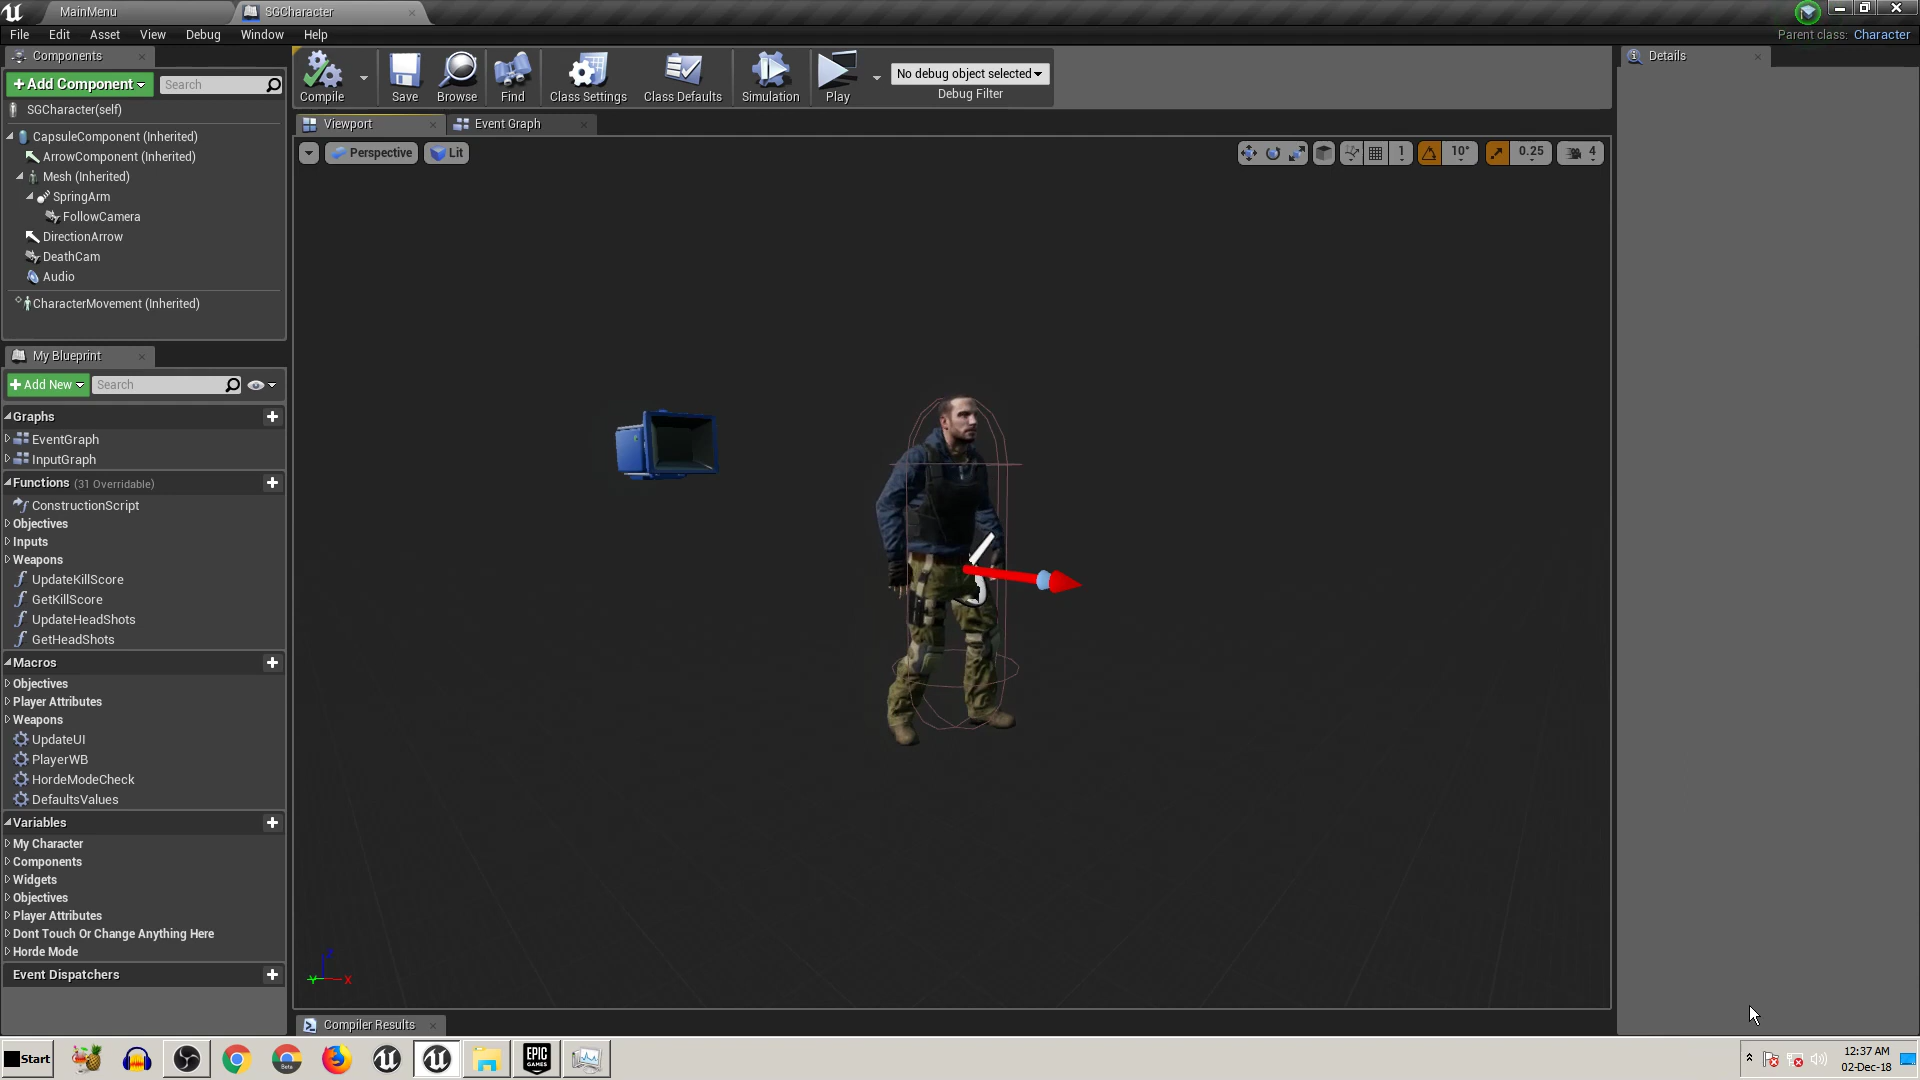 MainMenu
SGCharacter
File Edit Asset View Debug Window Help
Parent class: Character
Components
+ Add Component
Search
SGCharacter(self)
CapsuleComponent (Inherited)
ArrowComponent (Inherited)
Mesh (Inherited)
SpringArm
FollowCamera
DirectionArrow
DeathCam
Audio
CharacterMovement (Inherited)
My Blueprint
+ Add New
Search
Graphs
EventGraph
InputGraph
Functions (31 Overridable)
ConstructionScript
Objectives
Inputs
Weapons
UpdateKillScore
GetKillScore
UpdateHeadShots
GetHeadShots
Macros
Objectives
Player Attributes
Weapons
UpdateUI
PlayerWB
HordeModeCheck
DefaultsValues
Variables
My Character
Components
Widgets
Objectives
Player Attributes
Dont Touch Or Change Anything Here
Horde Mode
Event Dispatchers
Compile
Save
Browse
Find
Class Settings
Class Defaults
Simulation
Play
No debug object selected
Debug Filter
Viewport
Event Graph
Perspective
Lit
1
10°
0.25
4
Z
Y
X
Compiler Results
Details
Start
Beta
EPIC
GAMES
12:37 AM
02-Dec-18